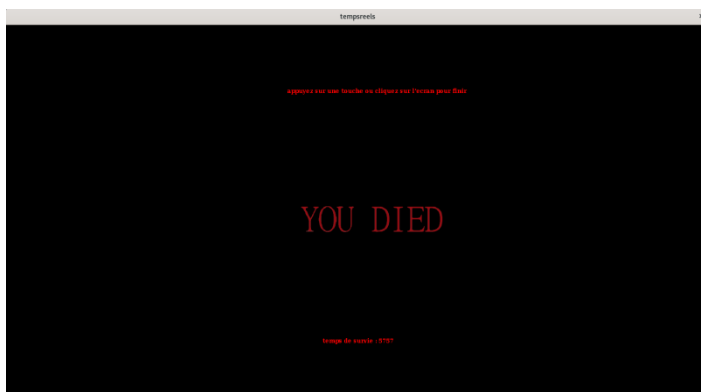 tempsreels
appuyez sur une touche ou cliquez sur l'ecran pour finir
YOU DIED
temps de survie